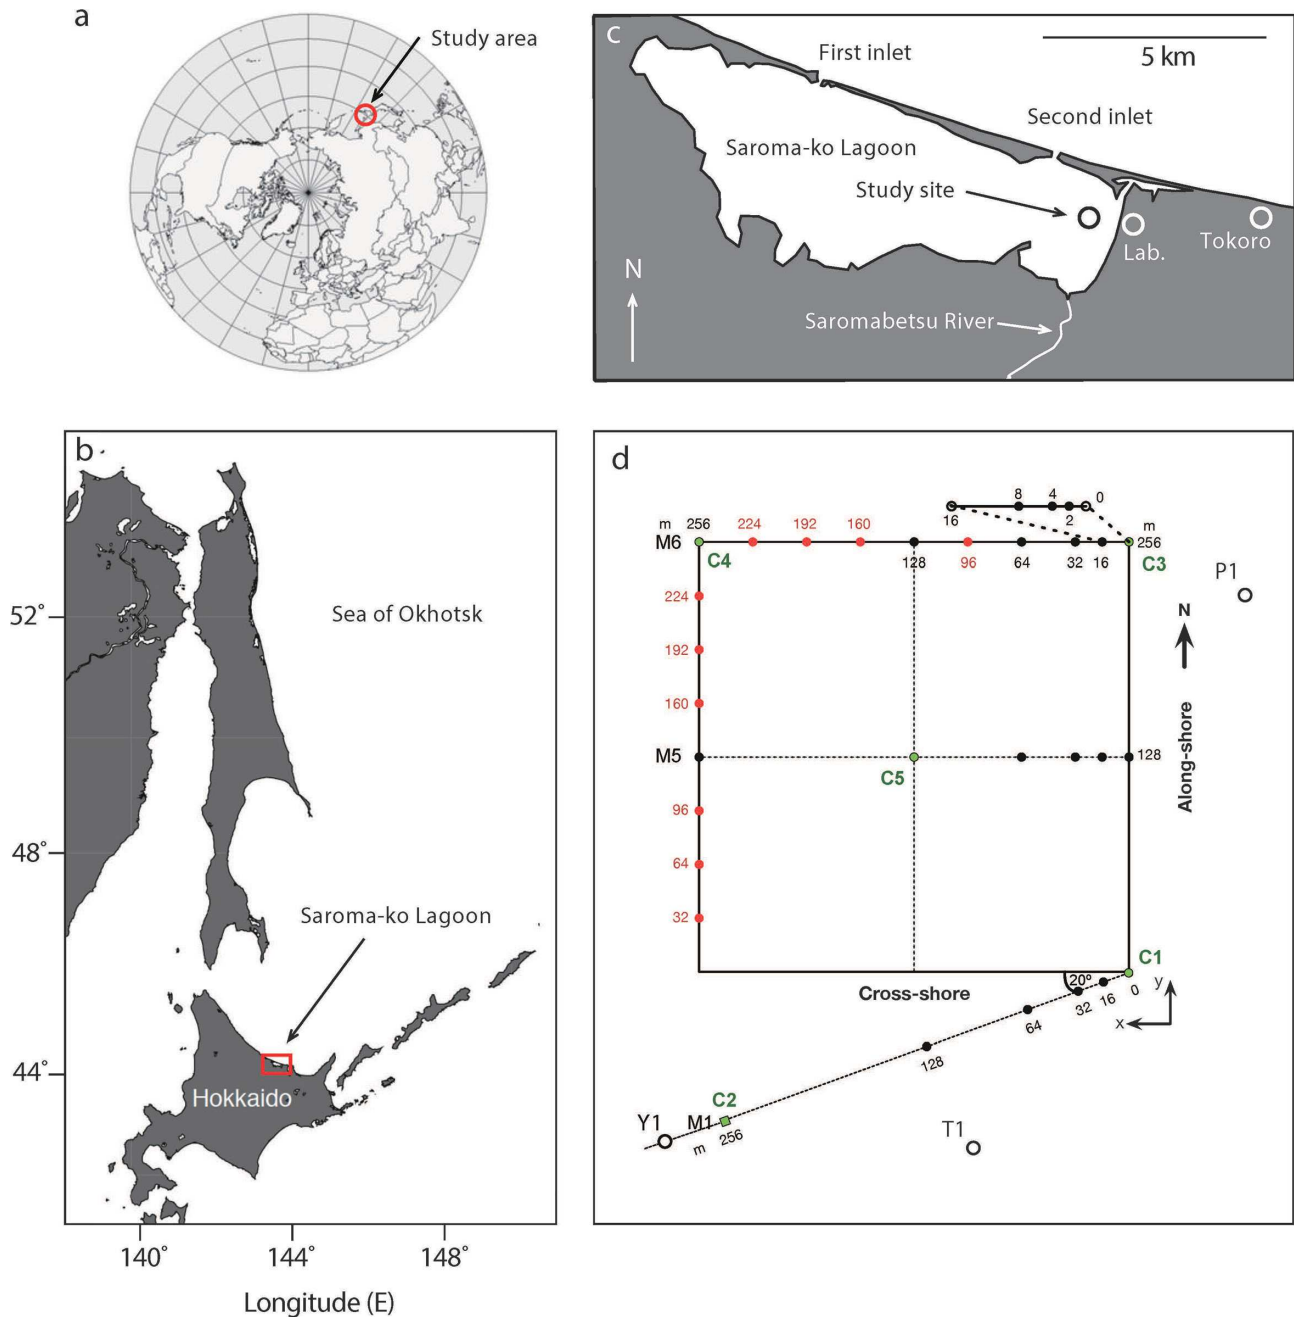 a
Study area
c
First inlet
5 km
Second inlet
Saroma-ko Lagoon
Study site
Lab.
Tokoro
N
Saromabetsu River
b
52˚
Sea of Okhotsk
48˚
Saroma-ko Lagoon
44˚
Hokkaido
140˚ 144˚ 148˚
Longitude (E)
d
8 4 0
16 2
m 256 224 192 160 m
M6 256
C4 128 96 64 32 16 C3
P1
224
N
192
160
Along-shore
M5 128
C5
96
64
32
C1
20º
Cross-shore
0
16
32
64
128
y
x
C2
Y1 M1
m 256
T1